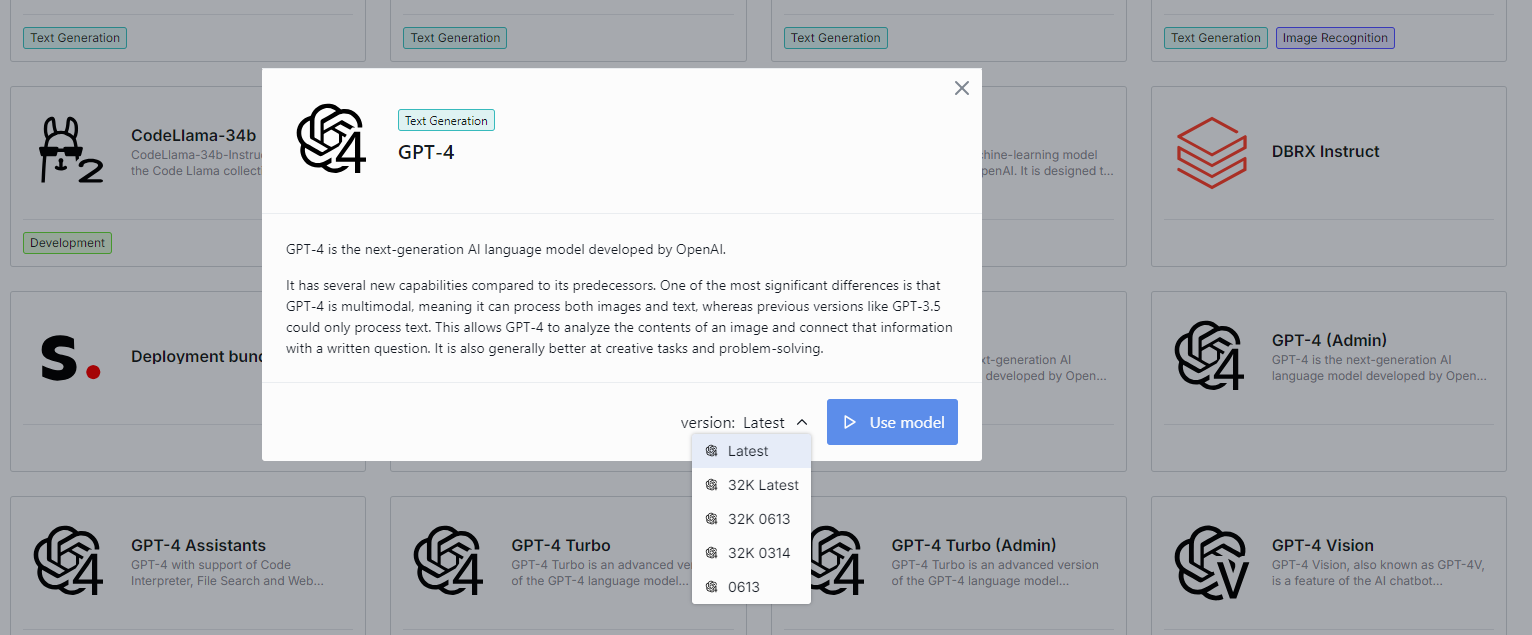 Text Generation
Text Generation
Text Generation
Text Generation
Image Recognition
CodeLlama-34b
CodeLlama-34b-Instru
the Code Llama collect
Development
Text Generation
GPT-4
GPT-4 is the next-generation AI language model developed by OpenAI.
It has several new capabilities compared to its predecessors. One of the most significant differences is that
GPT-4 is multimodal, meaning it can process both images and text, whereas previous versions like GPT-3.5
could only process text. This allows GPT-4 to analyze the contents of an image and connect that information
with a written question. It is also generally better at creative tasks and problem-solving.
version: Latest
Use model
Latest
32K Latest
32K 0613
32K 0314
0613
chine-learning model
penAI. It is designed t...
DBRX Instruct
Deployment bund
xt-generation AI
developed by Open...
GPT-4 (Admin)
GPT-4 is the next-generation AI
language model developed by Open...
GPT-4 Assistants
GPT-4 with support of Code
Interpreter, File Search and Web...
GPT-4 Turbo
GPT-4 Turbo is an advanced ve
of the GPT-4 language model...
GPT-4 Turbo (Admin)
GPT-4 Turbo is an advanced version
of the GPT-4 language model...
GPT-4 Vision
GPT-4 Vision, also known as GPT-4V,
is a feature of the AI chatbot...